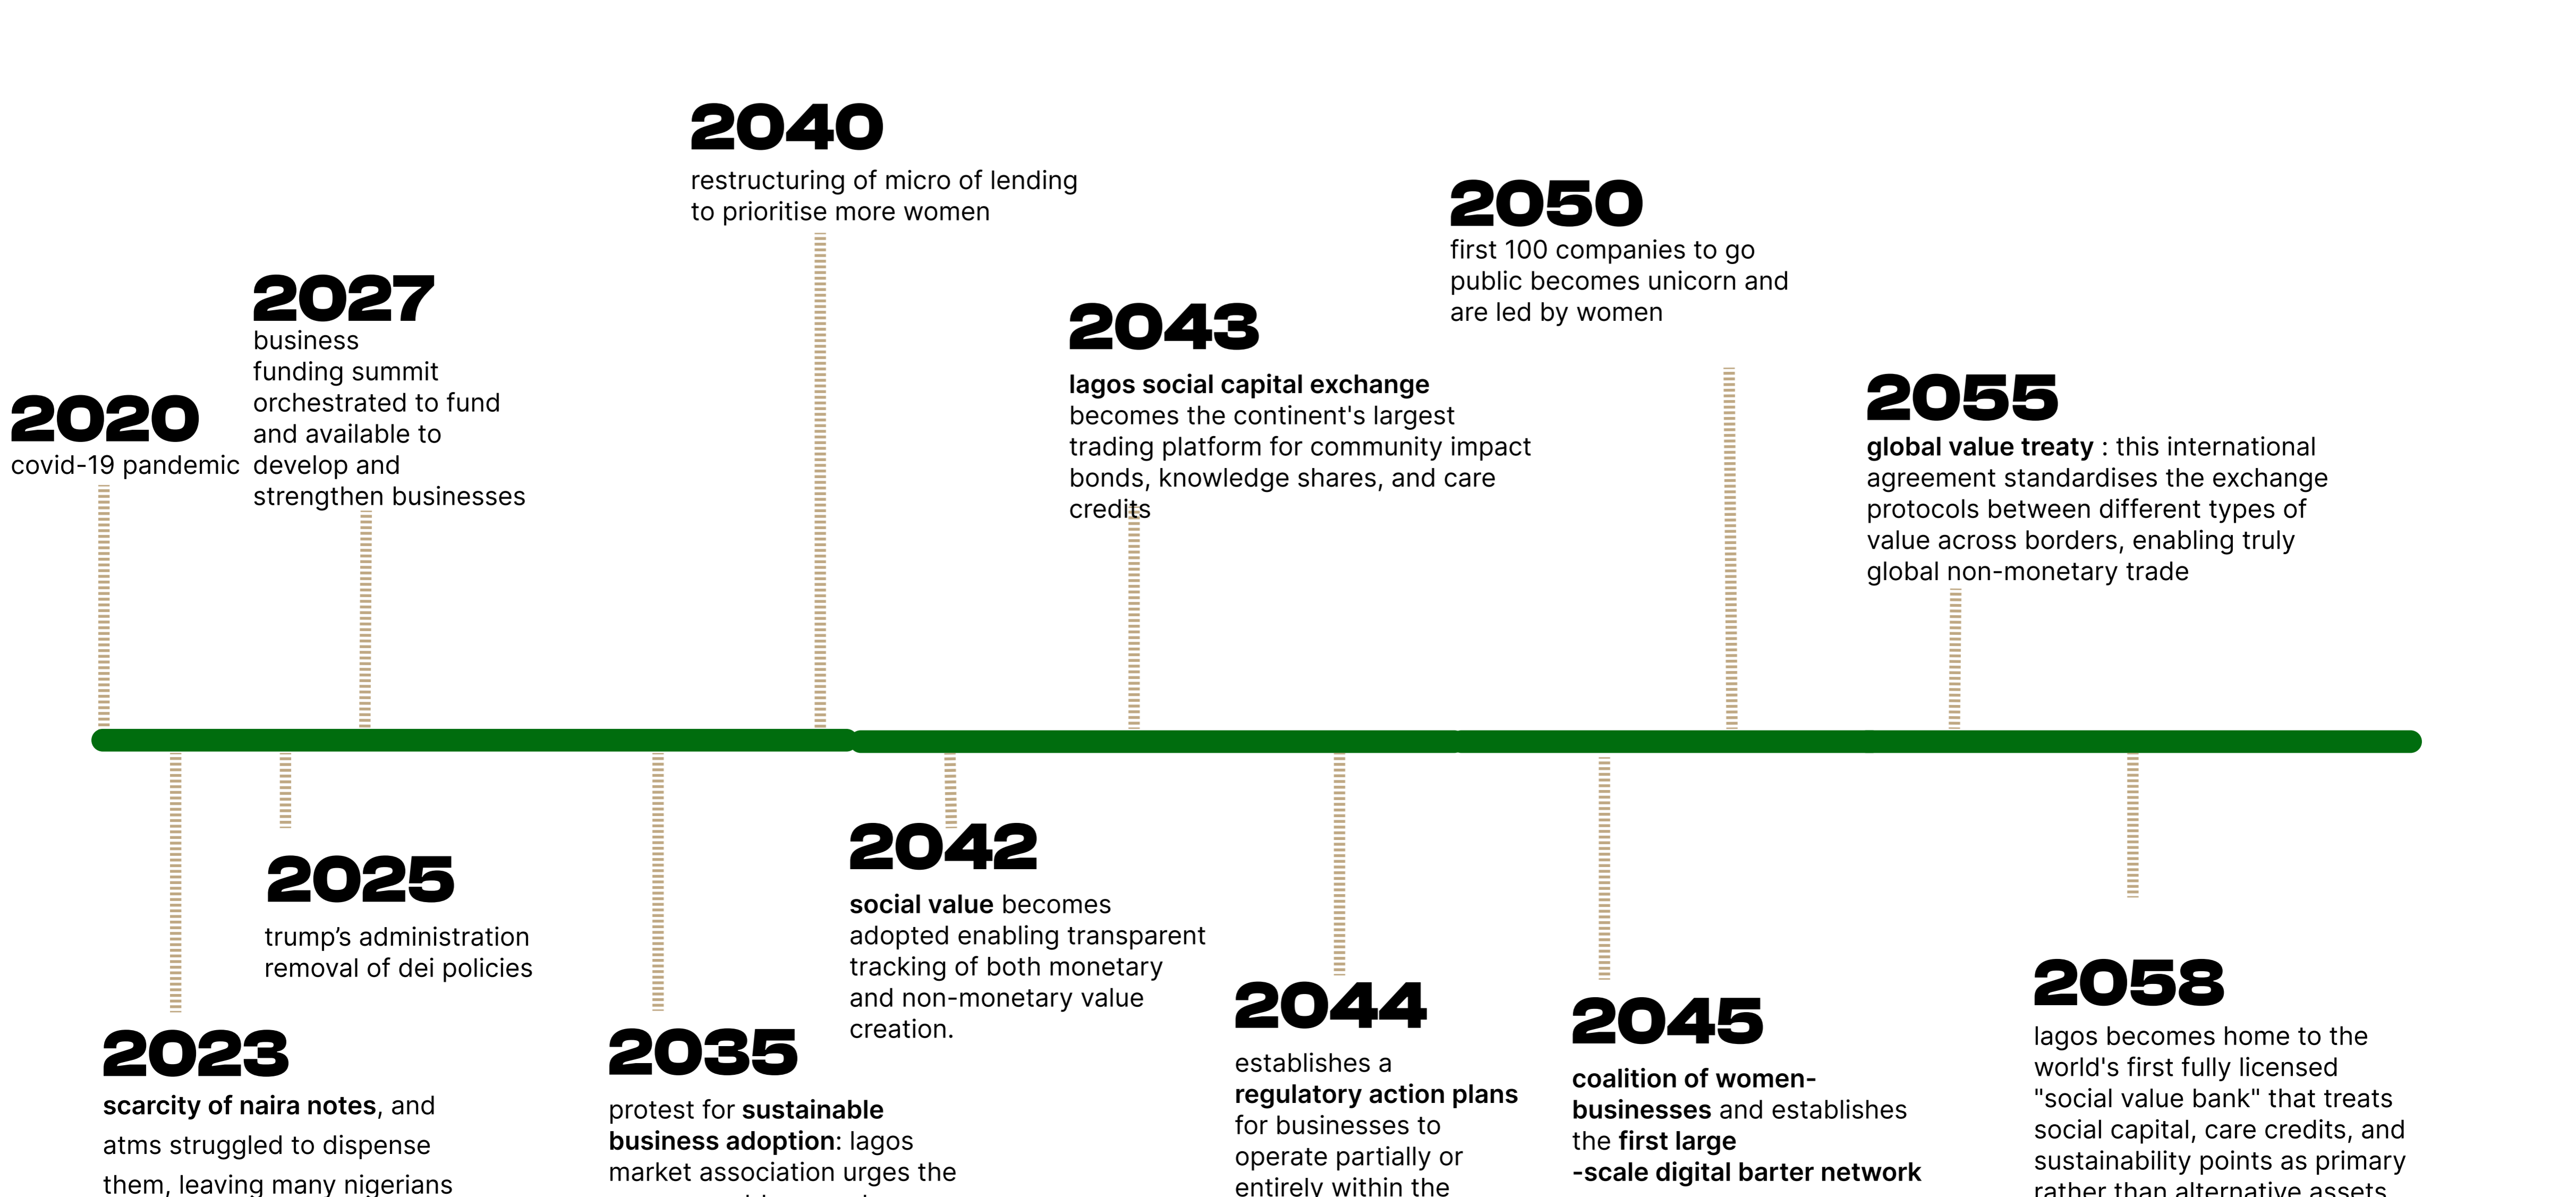 2020
covid-19 pandemic
2023
scarcity of naira notes, and
atms struggled to dispense
them, leaving many nigerians
2025
trump’s administration
removal of dei policies
2027
business
funding summit
orchestrated to fund
and available to
develop and
strengthen businesses
2035
protest for sustainable
business adoption: lagos
market association urges the
2040
restructuring of micro of lending
to prioritise more women
2042
social value becomes
adopted enabling transparent
tracking of both monetary
and non-monetary value
creation.
2043
lagos social capital exchange
becomes the continent's largest
trading platform for community impact
bonds, knowledge shares, and care
credits
2044
establishes a
regulatory action plans
for businesses to
operate partially or
entirely within the
2045
coalition of women-
businesses and establishes
the first large
-scale digital barter network
2050
first 100 companies to go
public becomes unicorn and
are led by women
2055
global value treaty : this international
agreement standardises the exchange
protocols between different types of
value across borders, enabling truly
global non-monetary trade
2058
lagos becomes home to the
world's first fully licensed
"social value bank" that treats
social capital, care credits, and
sustainability points as primary
rather than alternative assets